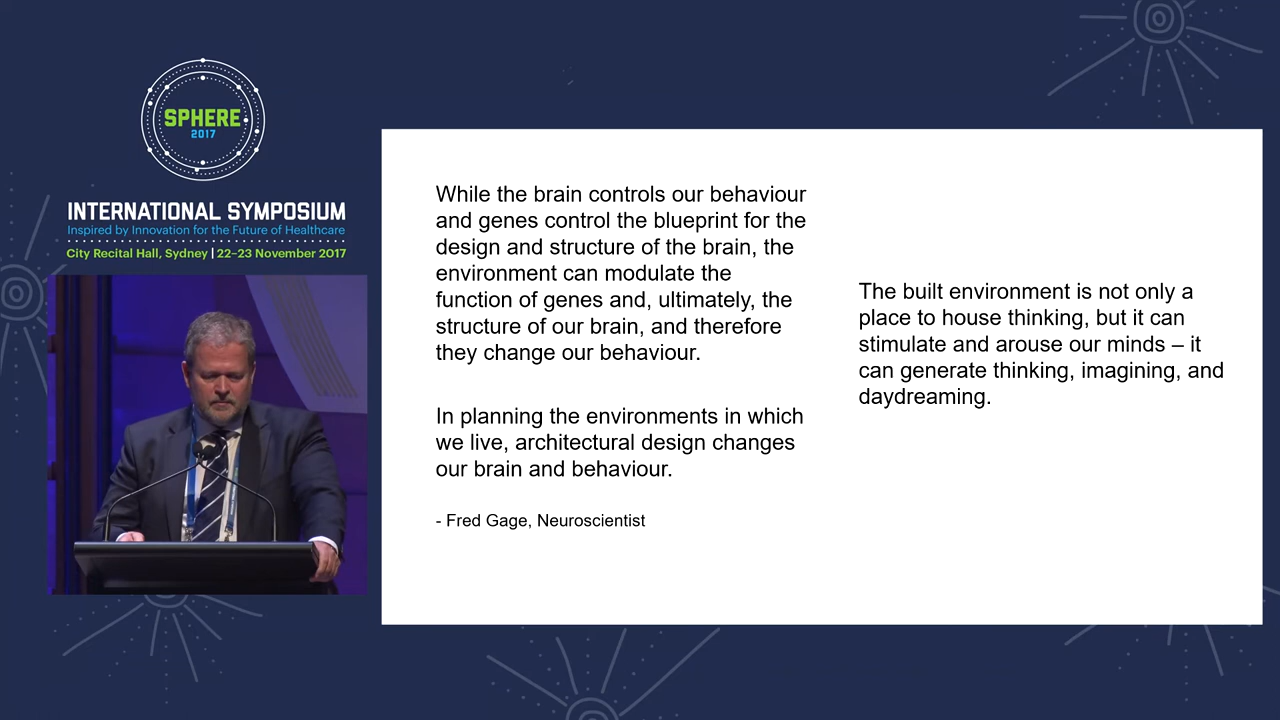 SPHERE
2017
INTERNATIONAL SYMPOSIUM
Inspired by Innovation for the Future of Healthcare
City Recital Hall, Sydney | 22–23 November 2017
While the brain controls our behaviour
and genes control the blueprint for the
design and structure of the brain, the
environment can modulate the
function of genes and, ultimately, the
structure of our brain, and therefore
they change our behaviour.
In planning the environments in which
we live, architectural design changes
our brain and behaviour.
- Fred Gage, Neuroscientist
The built environment is not only a
place to house thinking, but it can
stimulate and arouse our minds – it
can generate thinking, imagining, and
daydreaming.